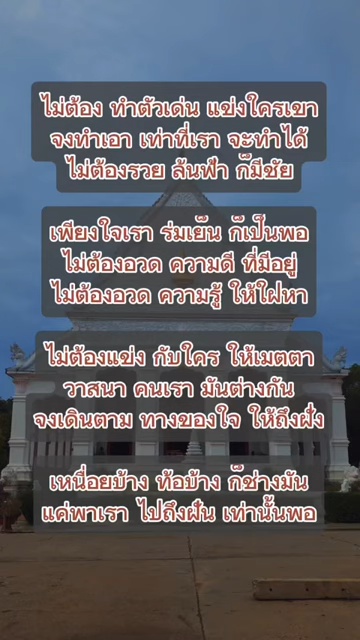 ไม่ต้อง ทำตัวเด่น แข่งใครเขา
จงทำเอา เท่าที่เรา จะทำได้
ไม่ต้องรวย ล้นฟ้า ก็มีชัย
เพียงใจเรา ร่มเย็น ก็เป็นพอ
ไม่ต้องอวด ความดี ที่มีอยู่
ไม่ต้องอวด ความรู้ ให้ใฝ่หา
ไม่ต้องแข่ง กับใคร ให้เมตตา
วาสนา คนเรา มันต่างกัน
จงเดินตาม ทางของใจ ให้ถึงฝั่ง
เหนื่อยบ้าง ท้อบ้าง ก็ช่างมัน
แค่พาเรา ไปถึงฝัน เท่านั้นพอ